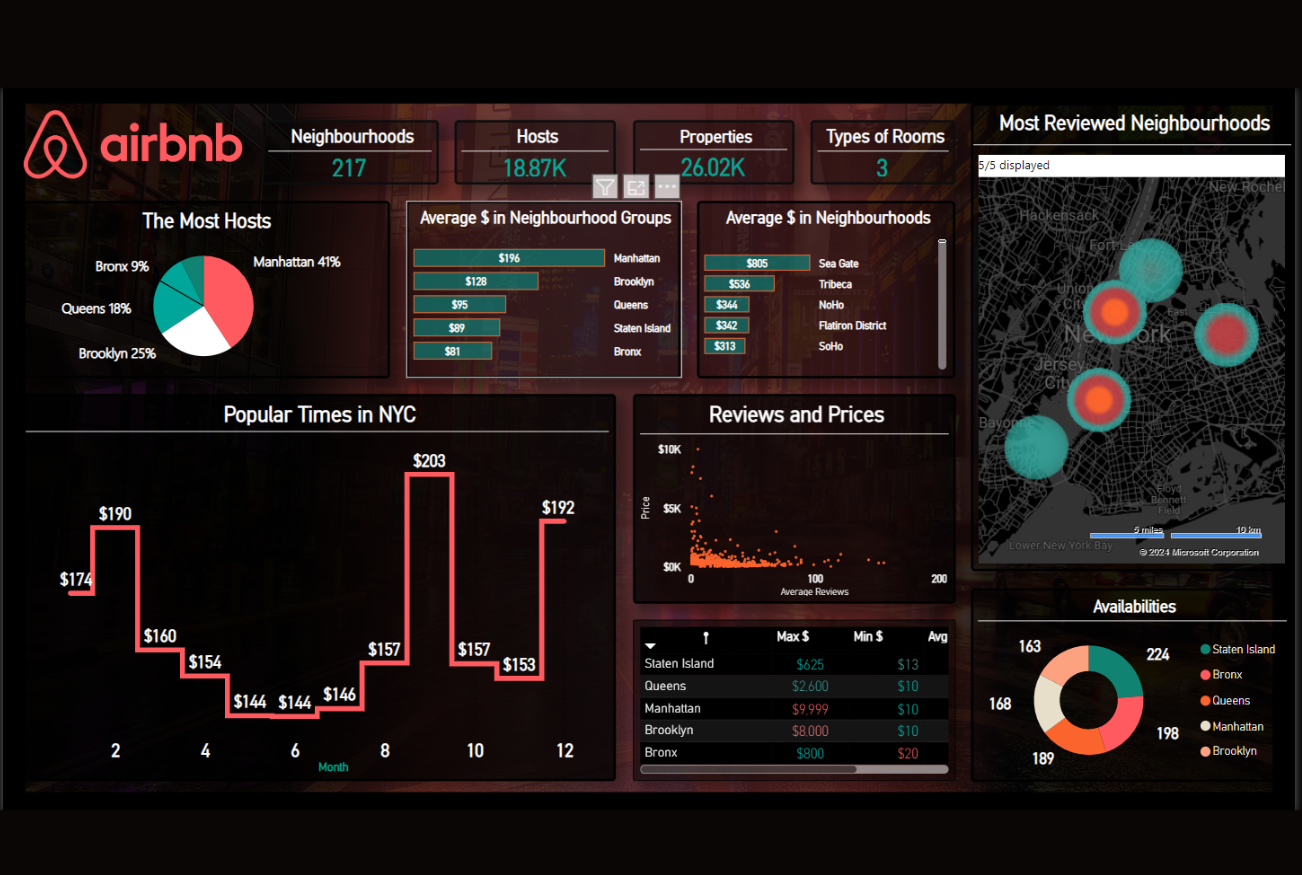 airbnb
Neighbourhoods
217
Hosts
18.87K
Properties
26.02K
Types of Rooms
3
The Most Hosts
Manhattan 41%
Bronx 9%
Queens 18%
Brooklyn 25%
Average $ in Neighbourhood Groups
$196 Manhattan
$128 Brooklyn
$95 Queens
$89 Staten Island
$81 Bronx
Average $ in Neighbourhoods
$805 Sea Gate
$536 Tribeca
$344 NoHo
$342 Flatiron District
$313 SoHo
Most Reviewed Neighbourhoods
5/5 displayed
New Rochel
Hackensack
Fort Lee
Union
City
East
New York
Jersey
City
Bayonne
Floyd
Bennett
Field
5 miles 10 km
Lower New York Bay
© 2024 Microsoft Corporation
Popular Times in NYC
$174
$190
$160
$154
$144
$144
$146
$157
$203
$157
$153
$192
2 4 6 8 10 12
Month
Reviews and Prices
$10K
$5K
$0K
Price
0 100 200
Average Reviews
Max $ Min $ Avg
Staten Island $625 $13
Queens $2,600 $10
Manhattan $9,999 $10
Brooklyn $8,000 $10
Bronx $800 $20
Availabilities
163
224
168
198
189
Staten Island
Bronx
Queens
Manhattan
Brooklyn